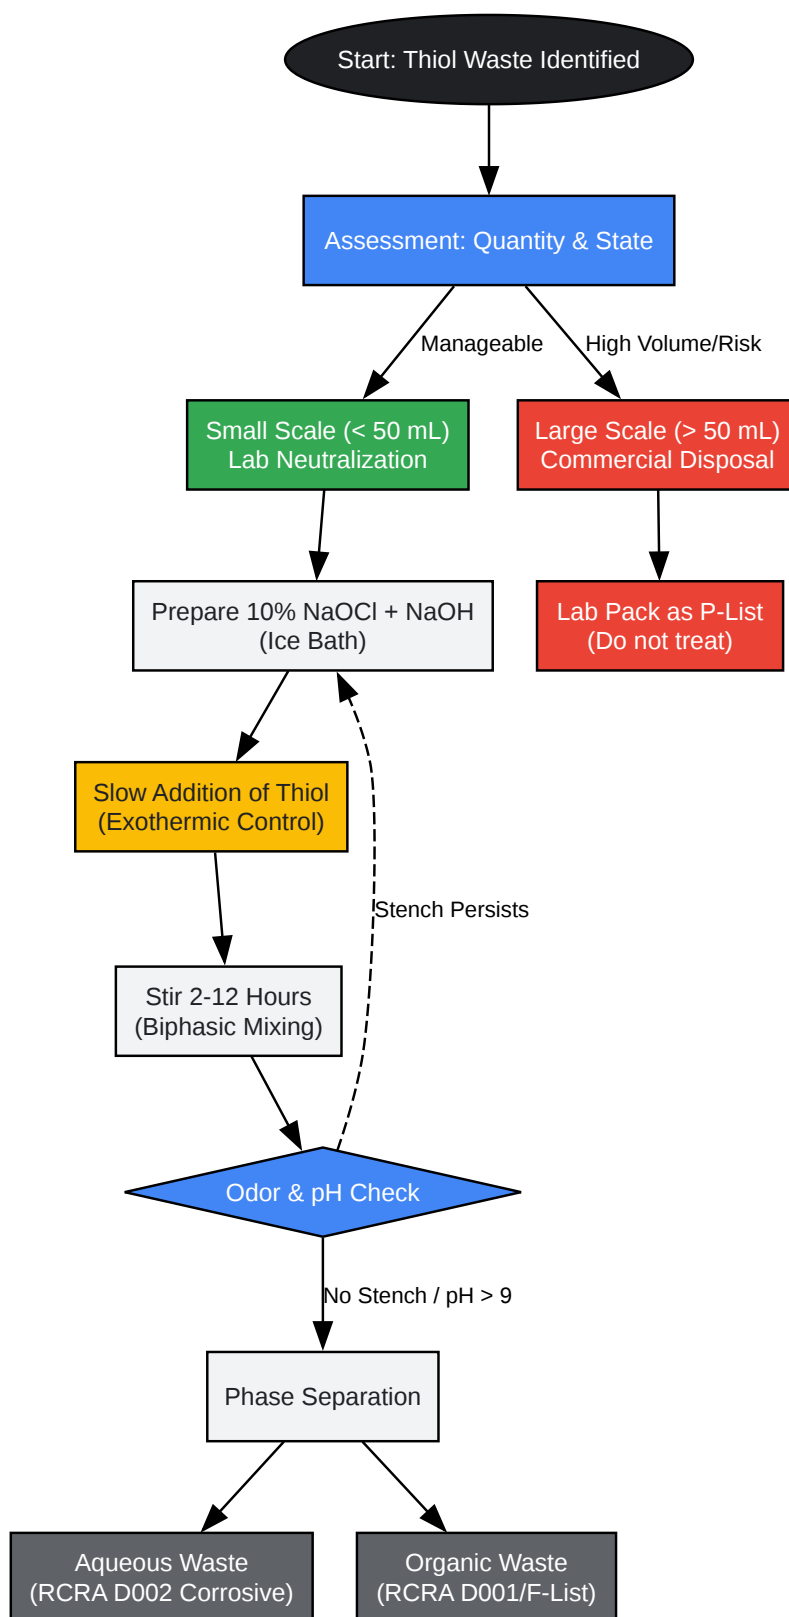 Start: Thiol Waste Identified
Assessment: Quantity & State
Manageable
High Volume/Risk
Small Scale (< 50 mL)
Lab Neutralization
Large Scale (> 50 mL)
Commercial Disposal
Prepare 10% NaOCl + NaOH
(Ice Bath)
Lab Pack as P-List
(Do not treat)
Slow Addition of Thiol
(Exothermic Control)
Stench Persists
Stir 2-12 Hours
(Biphasic Mixing)
Odor & pH Check
No Stench / pH > 9
Phase Separation
Aqueous Waste
(RCRA D002 Corrosive)
Organic Waste
(RCRA D001/F-List)